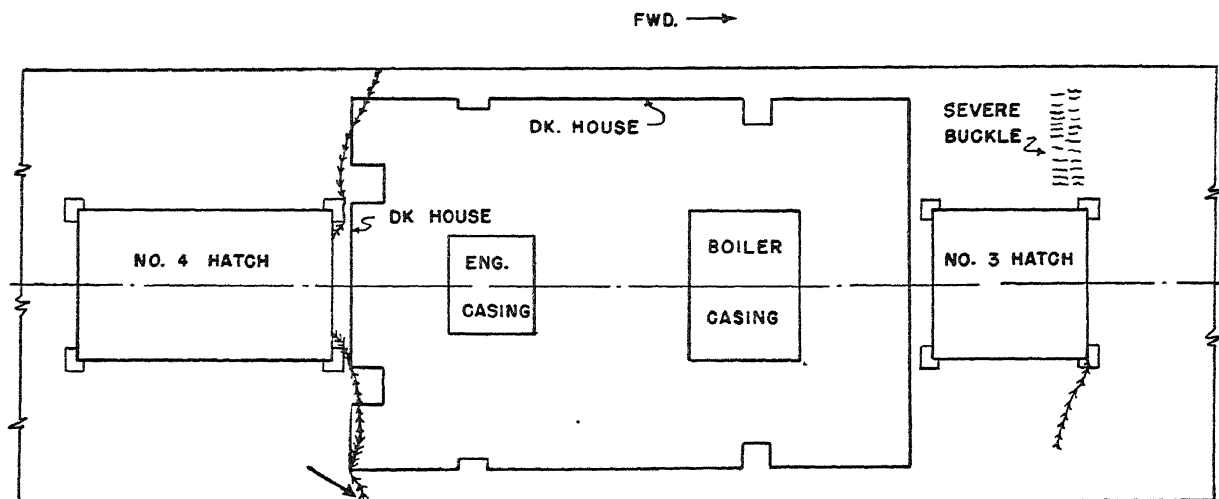 FWD.
DK. HOUSE
SEVERE
BUCKLE
DK HOUSE
NO. 4 HATCH
ENG.
CASING
BOILER
CASING
NO. 3 HATCH